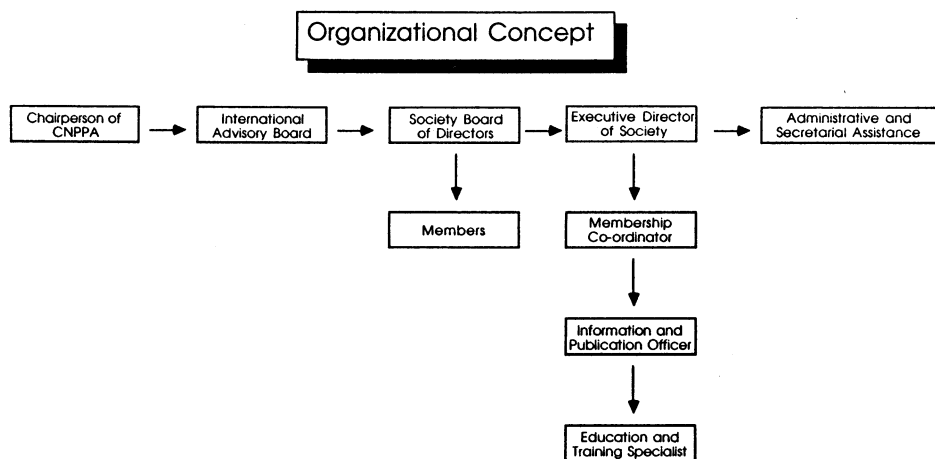 Organizational Concept
Chairperson of
CNPPA
International
Advisory Board
Society Board
of Directors
Executive Director
of Society
Administrative and
Secretarial Assistance
Members
Membership
Co-ordinator
Information and
Publication Officer
Education and
Training Specialist